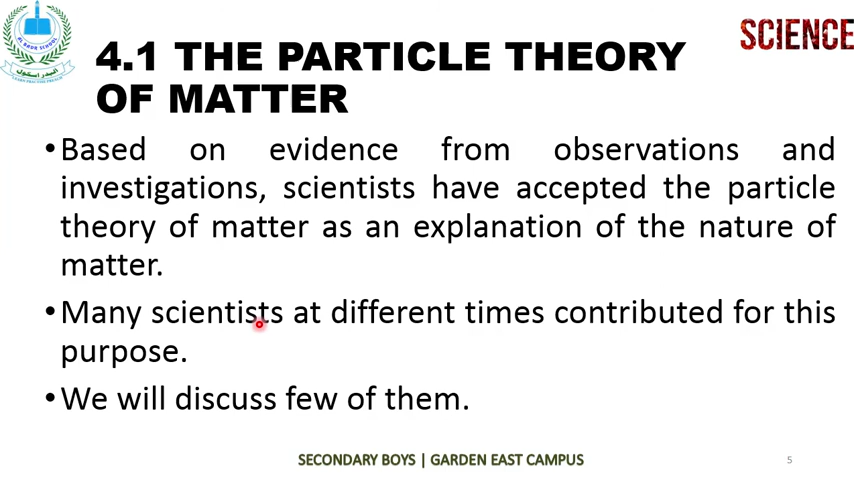 SCIENCE
4.1 THE PARTICLE THEORY
OF MATTER
•Based on evidence from observations and
investigations, scientists have accepted the particle
theory of matter as an explanation of the nature of
matter.
•Many scientists at different times contributed for this
purpose.
•We will discuss few of them.
SECONDARY BOYS | GARDEN EAST CAMPUS
5